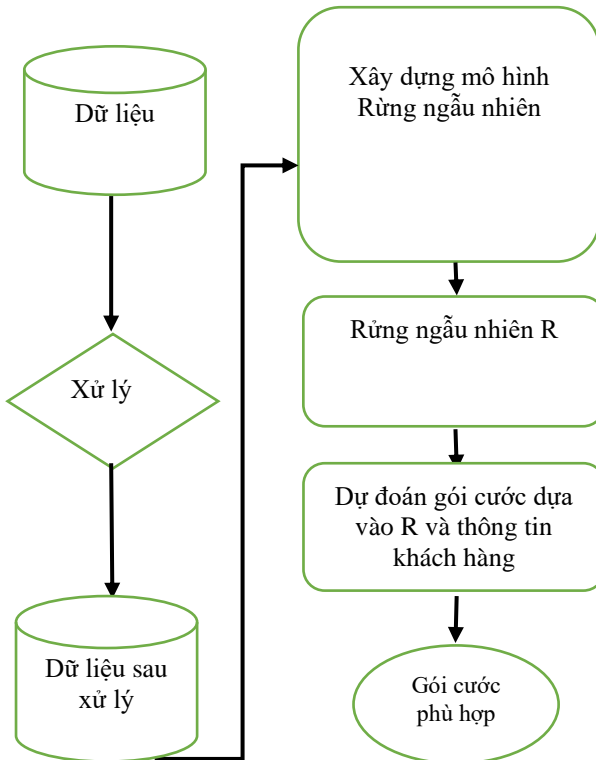 Dữ liệu
Xử lý
Dữ liệu sau
xử lý
Xây dựng mô hình
Rừng ngẫu nhiên
Rửng ngẫu nhiên R
Dự đoán gói cước dựa
vào R và thông tin
khách hàng
Gói cước
phù hợp